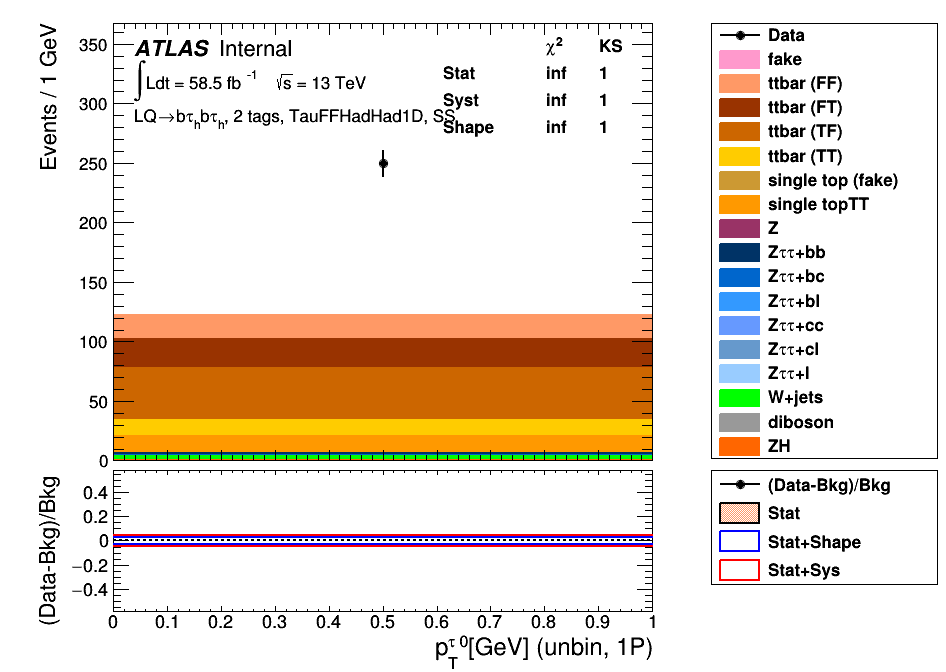 Events / 1 GeV
350
300
250
200
150
100
50
0
ATLAS Internal
∫Ldt = 58.5 fb⁻¹ √s = 13 TeV
LQ→bτₕbτₕ, 2 tags, TauFFHadHad1D, SS
χ² KS
Stat inf 1
Syst inf 1
Shape inf 1
Data
fake
ttbar (FF)
ttbar (FT)
ttbar (TF)
ttbar (TT)
single top (fake)
single topTT
Z
Zττ+bb
Zττ+bc
Zττ+bl
Zττ+cc
Zττ+cl
Zττ+l
W+jets
diboson
ZH
(Data-Bkg)/Bkg
0.4
0.2
0
−0.2
−0.4
0 0.1 0.2 0.3 0.4 0.5 0.6 0.7 0.8 0.9 1
p_T^{τ 0}[GeV] (unbin, 1P)
(Data-Bkg)/Bkg
Stat
Stat+Shape
Stat+Sys